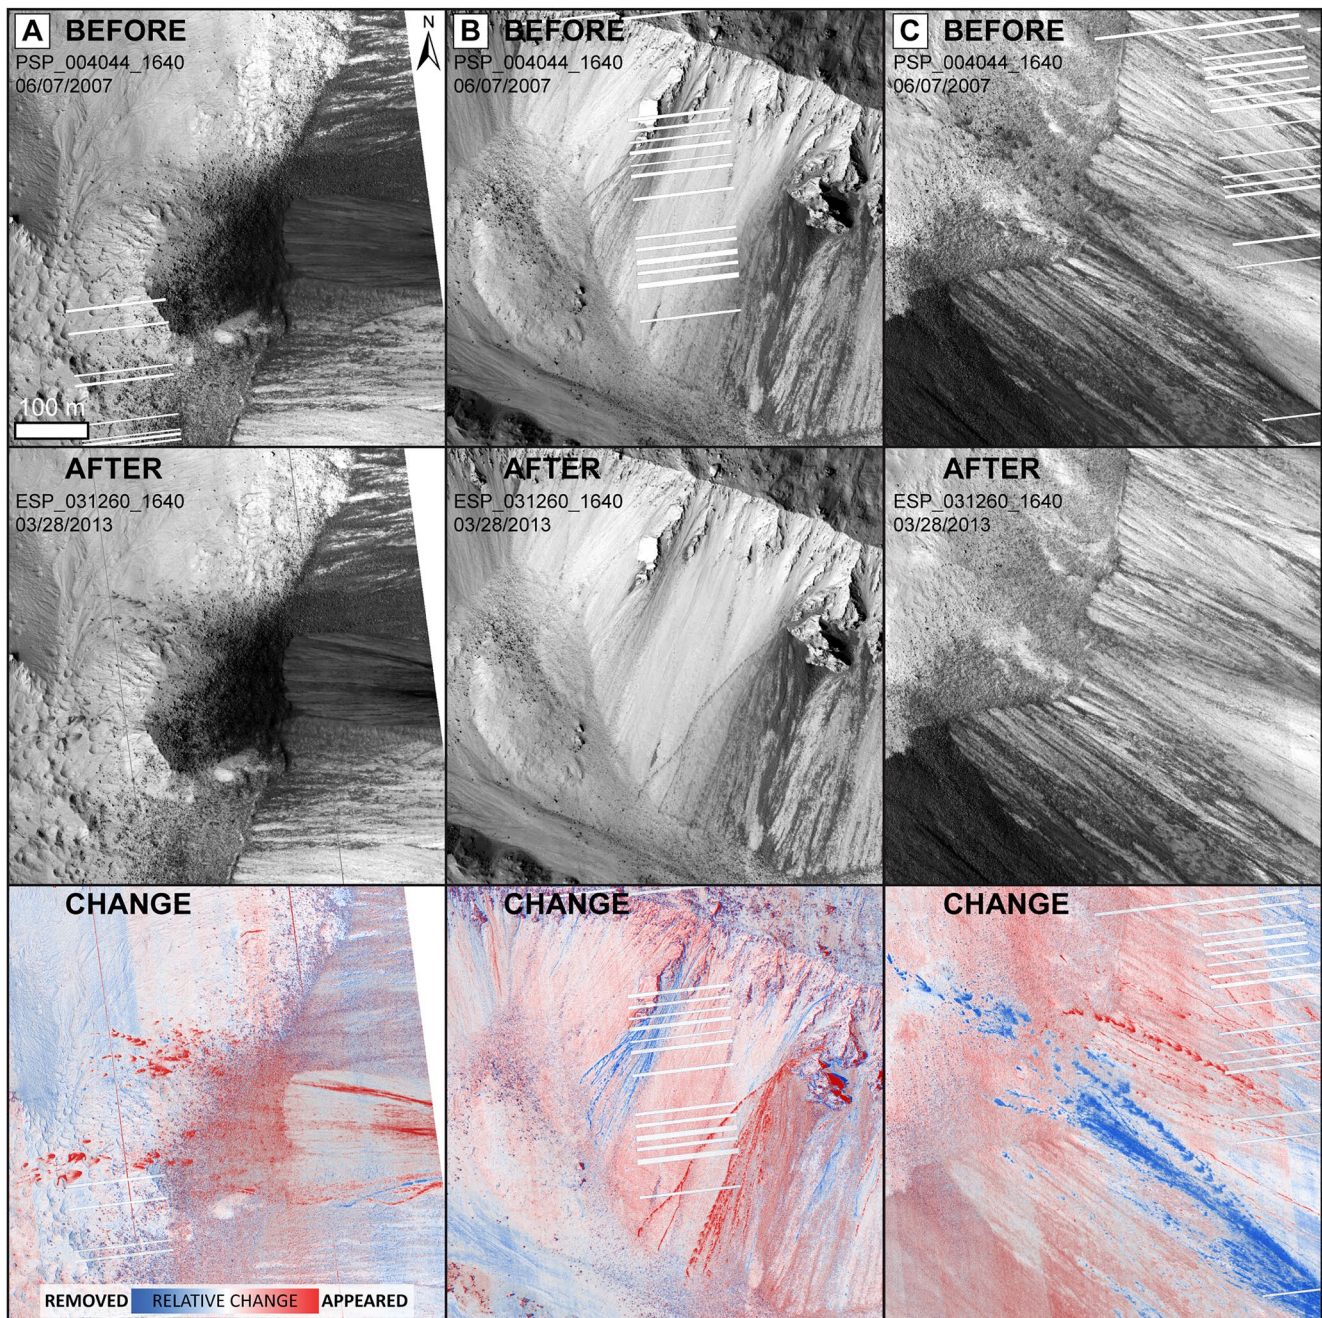 A BEFORE
PSP_004044_1640
06/07/2007
N
100 m
B BEFORE
PSP_004044_1640
06/07/2007
C BEFORE
PSP_004044_1640
06/07/2007
AFTER
ESP_031260_1640
03/28/2013
AFTER
ESP_031260_1640
03/28/2013
AFTER
ESP_031260_1640
03/28/2013
CHANGE
REMOVED RELATIVE CHANGE APPEARED
CHANGE
CHANGE